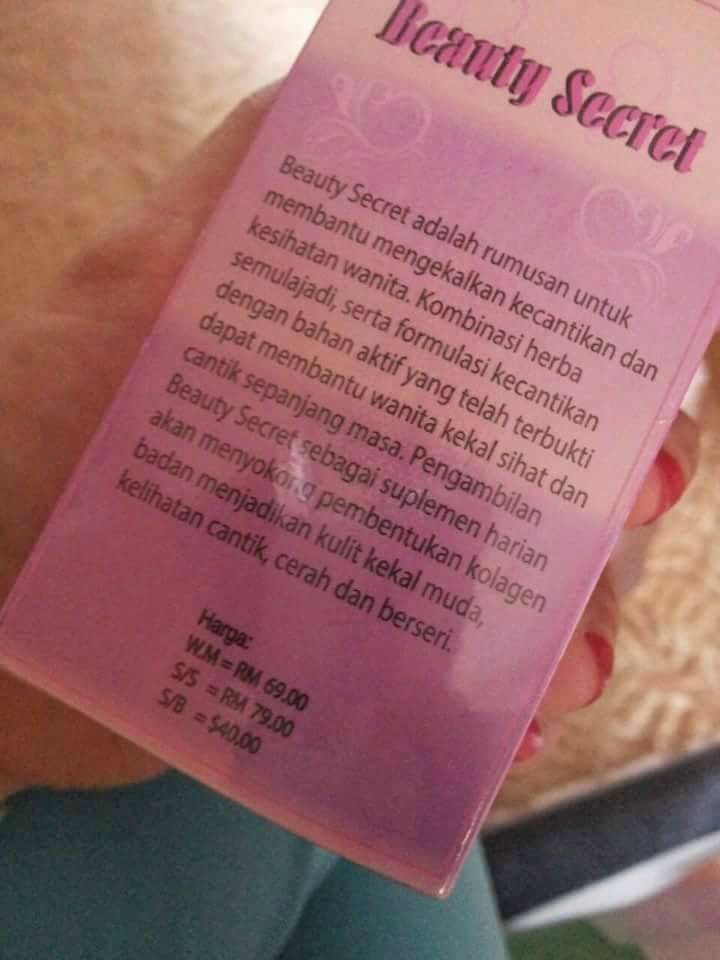 Beauty Secret
Beauty Secret adalah rumusan untuk
membantu mengekalkan kecantikan dan
kesihatan wanita. Kombinasi herba
semulajadi, serta formulasi kecantikan
dengan bahan aktif yang telah terbukti
dapat membantu wanita kekal sihat dan
cantik sepanjang masa. Pengambilan
Beauty Secret sebagai suplemen harian
akan menyokong pembentukan kolagen
badan menjadikan kulit kekal muda,
kelihatan cantik, cerah dan berseri.
Harga:
W.M = RM 69.00
S/S = RM 79.00
S/B = $40.00